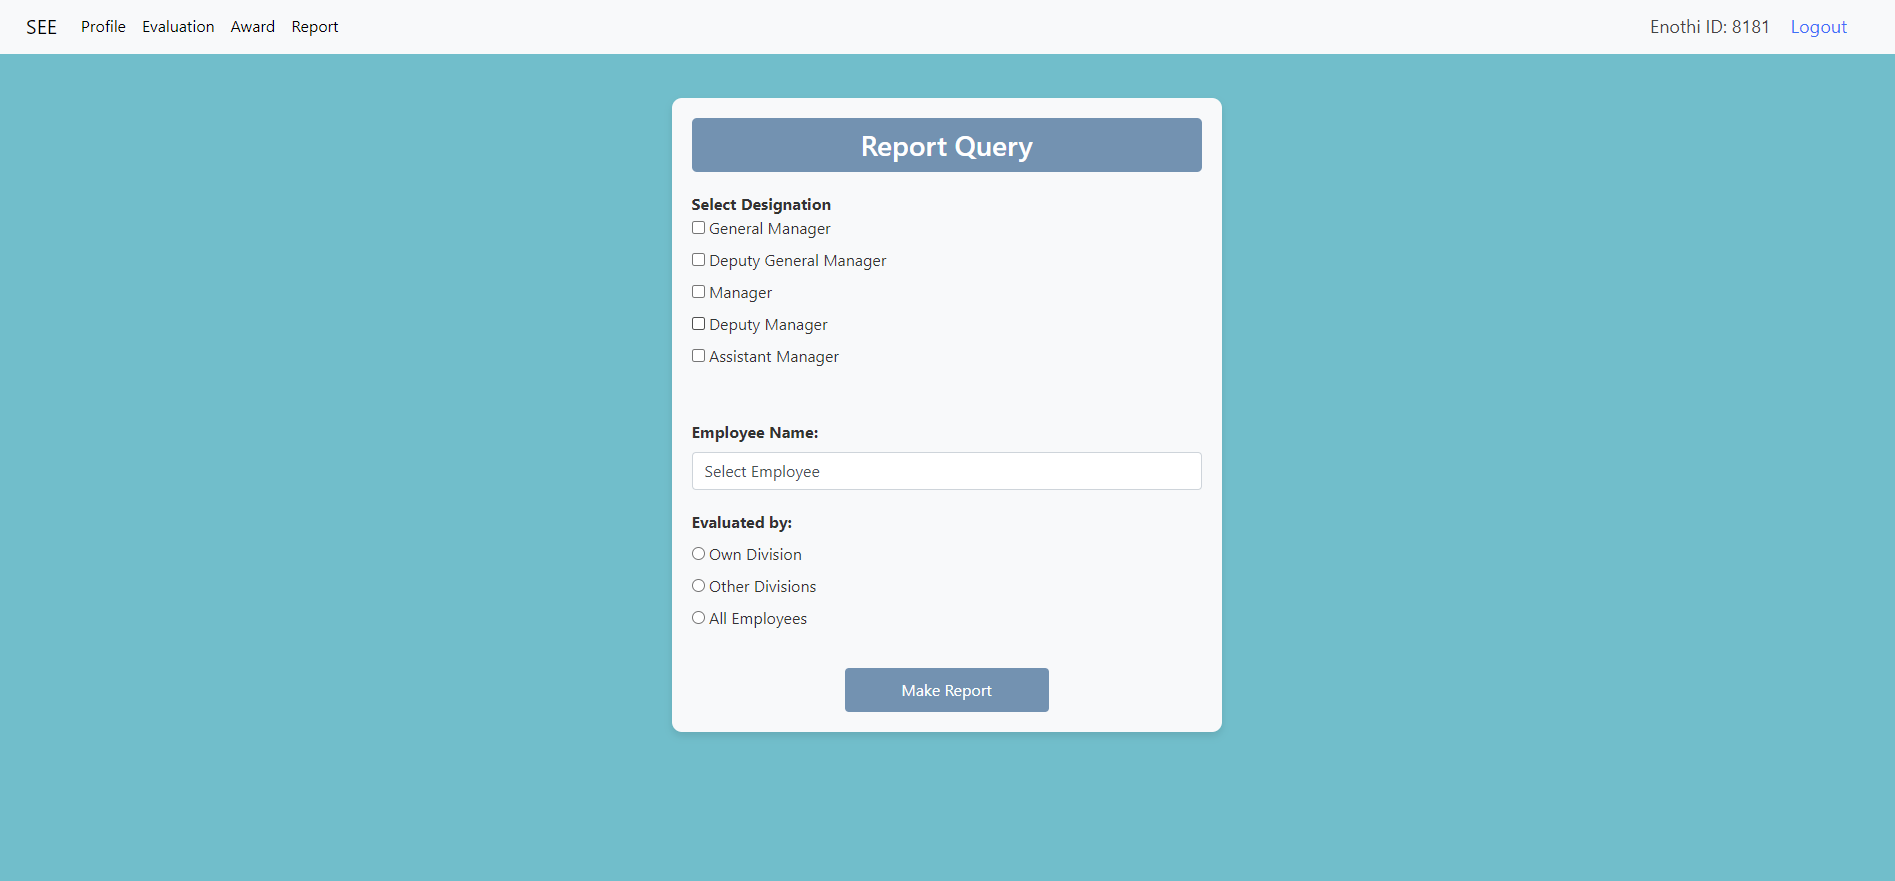 SEE Profile Evaluation Award Report Enothi ID: 8181 Logout
Report Query
Select Designation
General Manager
Deputy General Manager
Manager
Deputy Manager
Assistant Manager
Employee Name:
Select Employee
Evaluated by:
Own Division
Other Divisions
All Employees
Make Report